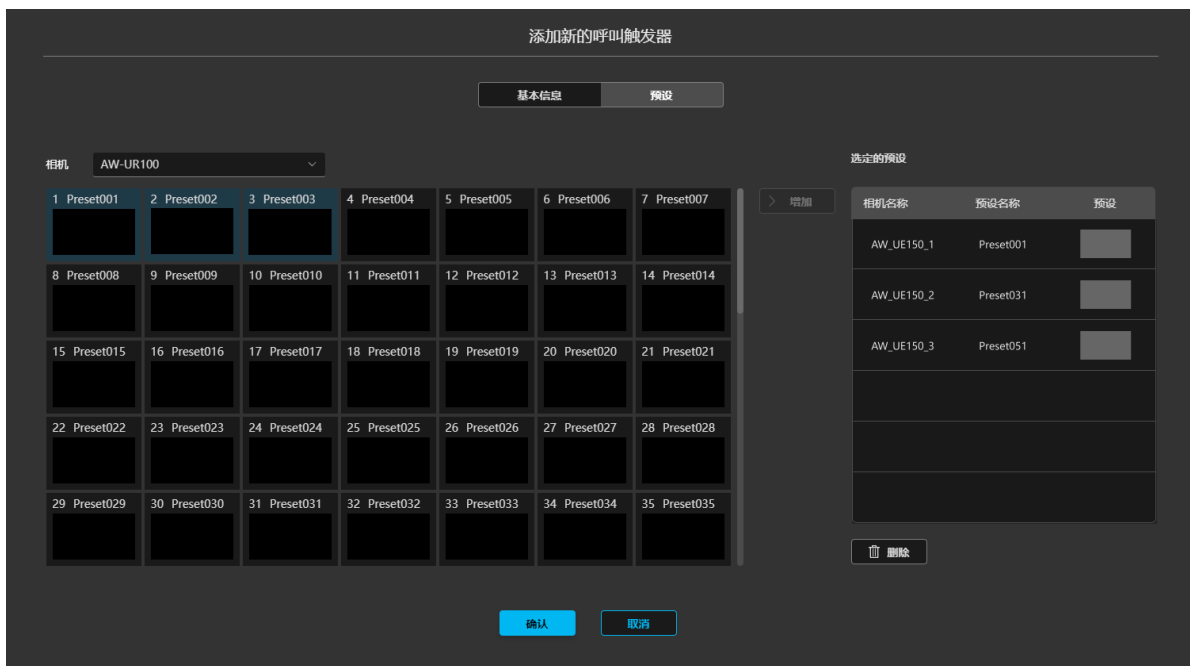 添加新的呼叫触发器
基本信息 预设
相机 AW-UR100
选定的预设
1 Preset001 2 Preset002 3 Preset003 4 Preset004 5 Preset005 6 Preset006 7 Preset007
增加
相机名称 预设名称 预设
AW_UE150_1 Preset001
8 Preset008 9 Preset009 10 Preset010 11 Preset011 12 Preset012 13 Preset013 14 Preset014
AW_UE150_2 Preset031
15 Preset015 16 Preset016 17 Preset017 18 Preset018 19 Preset019 20 Preset020 21 Preset021
AW_UE150_3 Preset051
22 Preset022 23 Preset023 24 Preset024 25 Preset025 26 Preset026 27 Preset027 28 Preset028
29 Preset029 30 Preset030 31 Preset031 32 Preset032 33 Preset033 34 Preset034 35 Preset035
删除
确认 取消